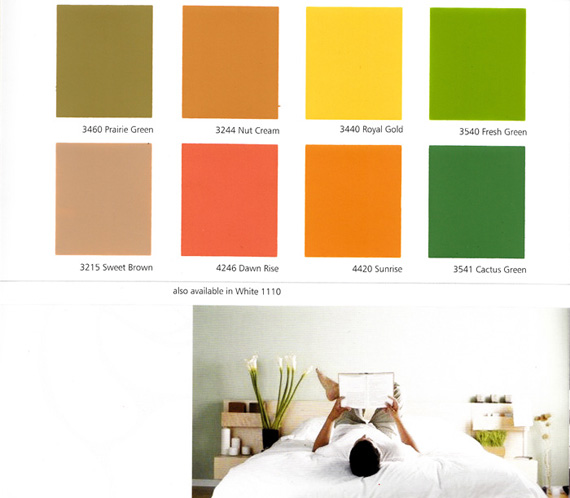 3460 Prairie Green 3244 Nut Cream 3440 Royal Gold 3540 Fresh Green
3215 Sweet Brown 4246 Dawn Rise 4420 Sunrise 3541 Cactus Green
also available in White 1110